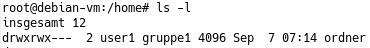 root@debian-vm:/home# ls -l
insgesamt 12
drwxrwx---  2 user1 gruppe1 4096 Sep  7 07:14 ordner